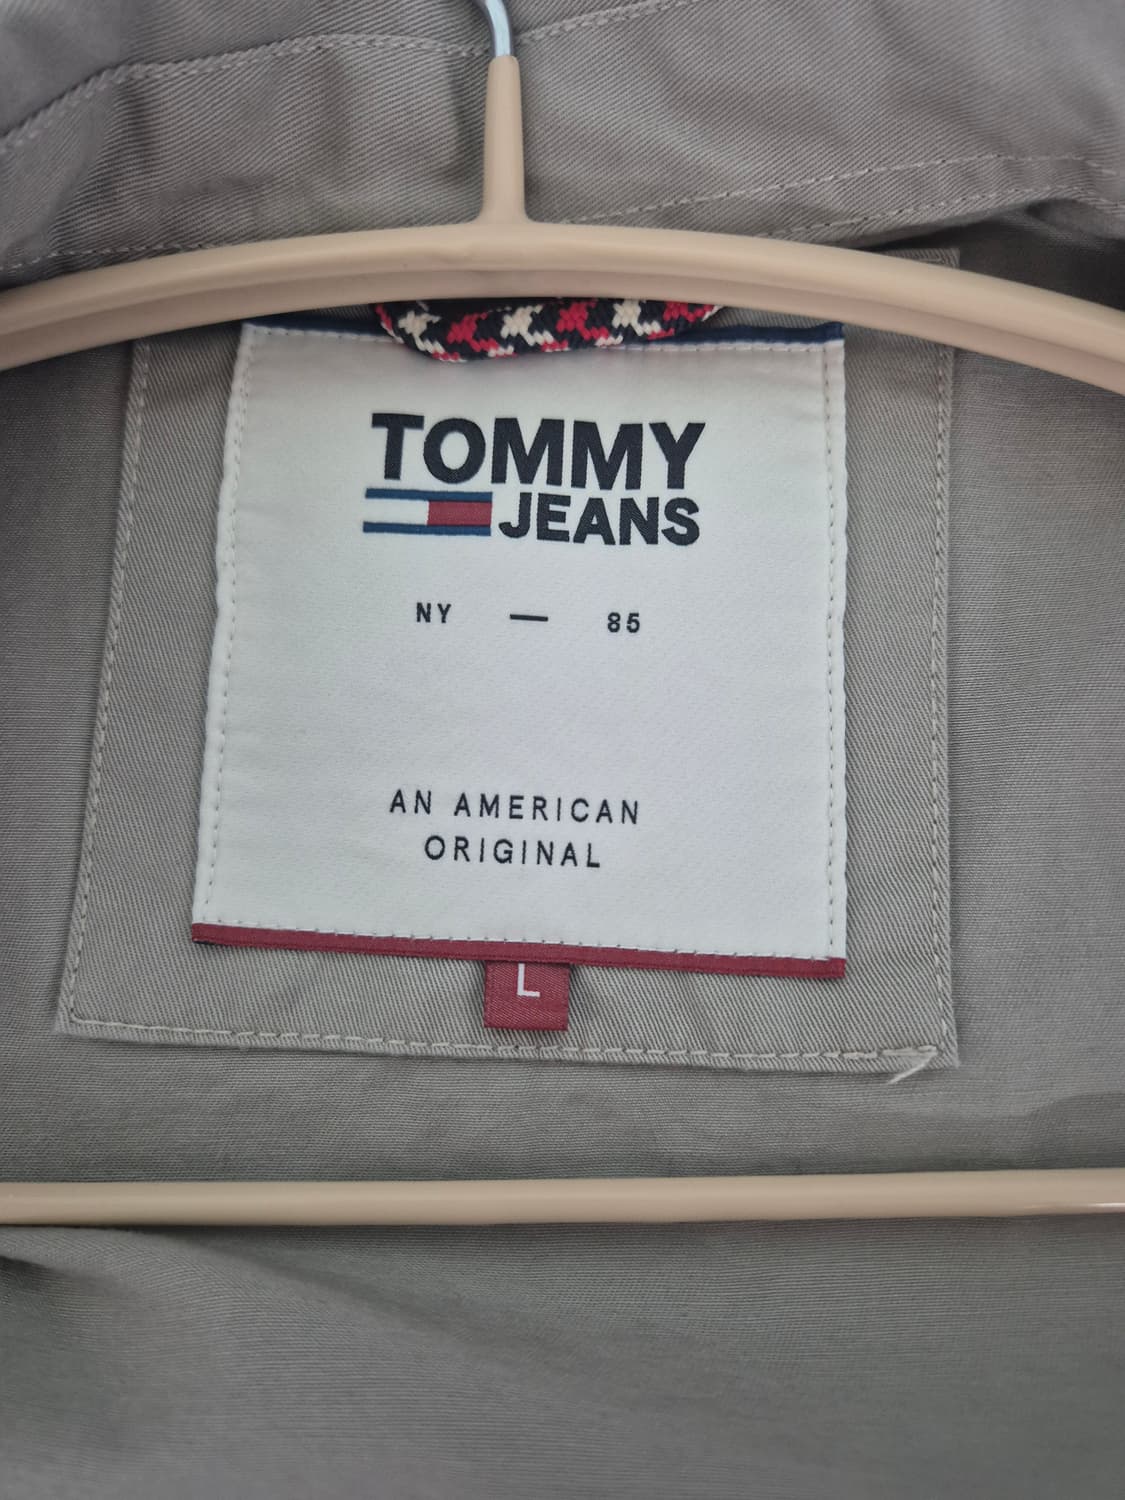 TOMMY
JEANS
NY — 85
AN AMERICAN
ORIGINAL
L